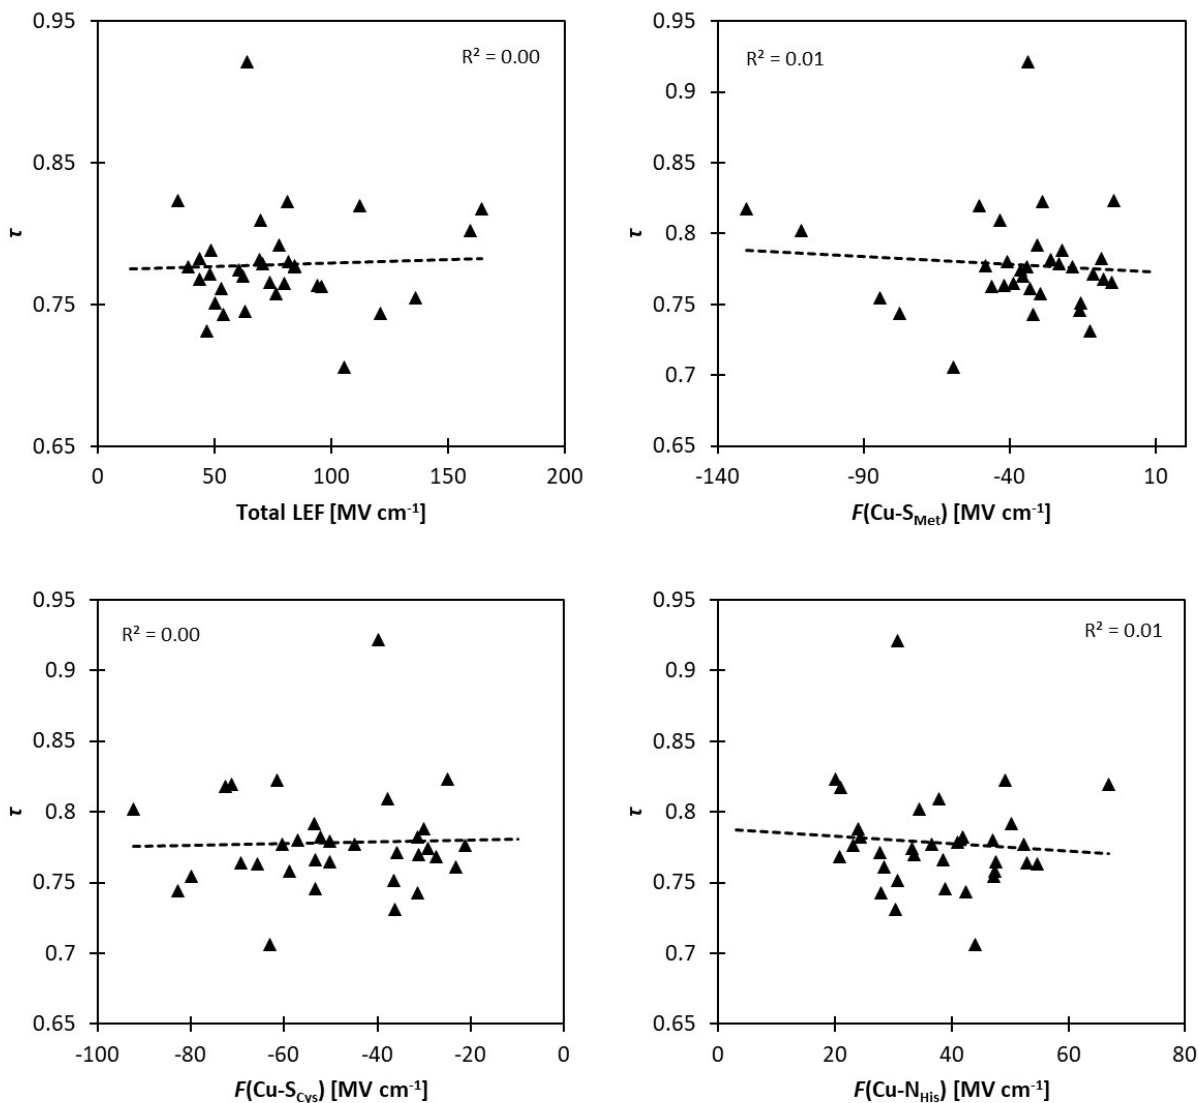 0.95
0.85
0.75
0.65
τ
R² = 0.00
0 50 100 150 200
Total LEF [MV cm⁻¹]
0.95
0.9
0.85
0.8
0.75
0.7
0.65
τ
R² = 0.01
-140 -90 -40 10
F(Cu-SMet) [MV cm⁻¹]
0.95
0.9
0.85
0.8
0.75
0.7
0.65
τ
R² = 0.00
-100 -80 -60 -40 -20 0
F(Cu-SCys) [MV cm⁻¹]
0.95
0.9
0.85
0.8
0.75
0.7
0.65
τ
R² = 0.01
0 20 40 60 80
F(Cu-NHis) [MV cm⁻¹]